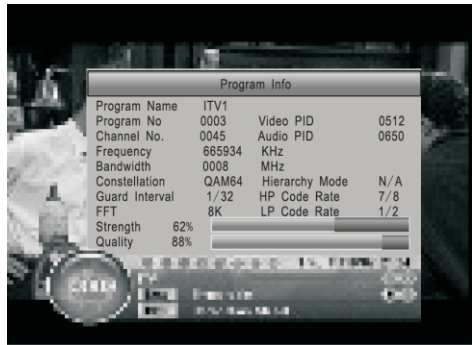 Program Info
Program Name ITV1
Program No 0003 Video PID 0512
Channel No. 0045 Audio PID 0650
Frequency 665934 KHz
Bandwidth 0008 MHz
Constellation QAM64 Hierarchy Mode N/A
Guard Interval 1/32 HP Code Rate 7/8
FFT 8K LP Code Rate 1/2
Strength 62%
Quality 88%